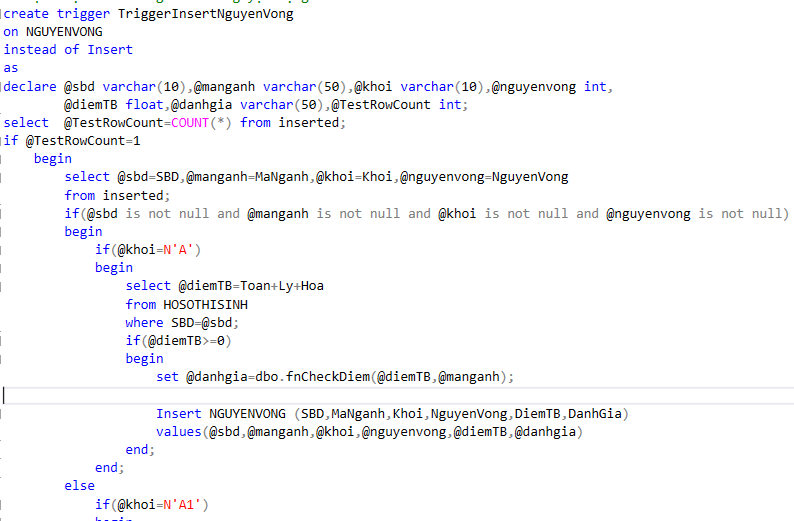 create trigger TriggerInsertNguyenVong
on NGUYENVONG
instead of Insert
as
declare @sbd varchar(10),@manganh varchar(50),@khoi varchar(10),@nguyenvong int,
        @diemTB float,@danhgia varchar(50),@TestRowCount int;
select  @TestRowCount=COUNT(*) from inserted;
if @TestRowCount=1
    begin
        select @sbd=SBD,@manganh=MaNganh,@khoi=Khoi,@nguyenvong=NguyenVong
        from inserted;
        if(@sbd is not null and @manganh is not null and @khoi is not null and @nguyenvong is not null)
        begin
            if(@khoi=N'A')
            begin
                select @diemTB=Toan+Ly+Hoa
                from HOSOTHISINH
                where SBD=@sbd;
                if(@diemTB>=0)
                begin
                    set @danhgia=dbo.fnCheckDiem(@diemTB,@manganh);
                    Insert NGUYENVONG (SBD,MaNganh,Khoi,NguyenVong,DiemTB,DanhGia)
                    values(@sbd,@manganh,@khoi,@nguyenvong,@diemTB,@danhgia)
                end;
            end;
        else
            if(@khoi=N'A1')